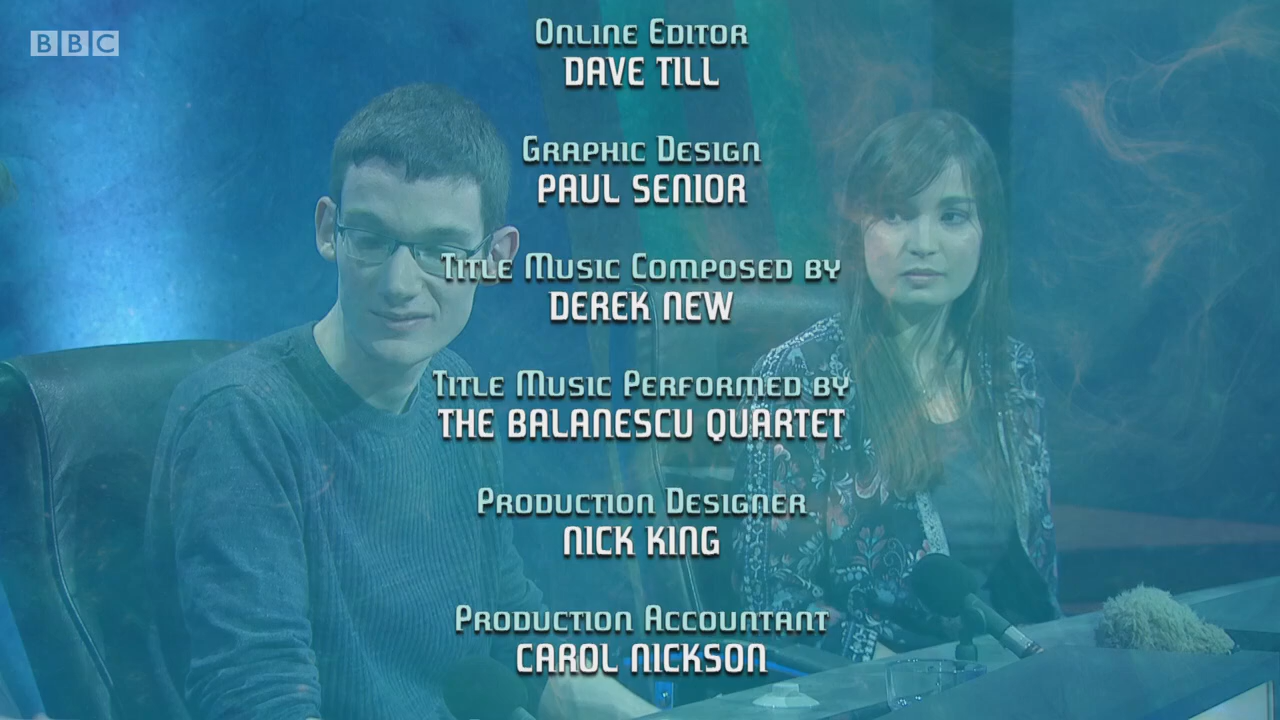 BBC
Online Editor
DAVE TILL
Graphic Design
PAUL SENIOR
Title Music Composed by
DEREK NEW
Title Music Performed by
THE BALANESCU QUARTET
Production Designer
NICK KING
Production Accountant
CAROL NICKSON